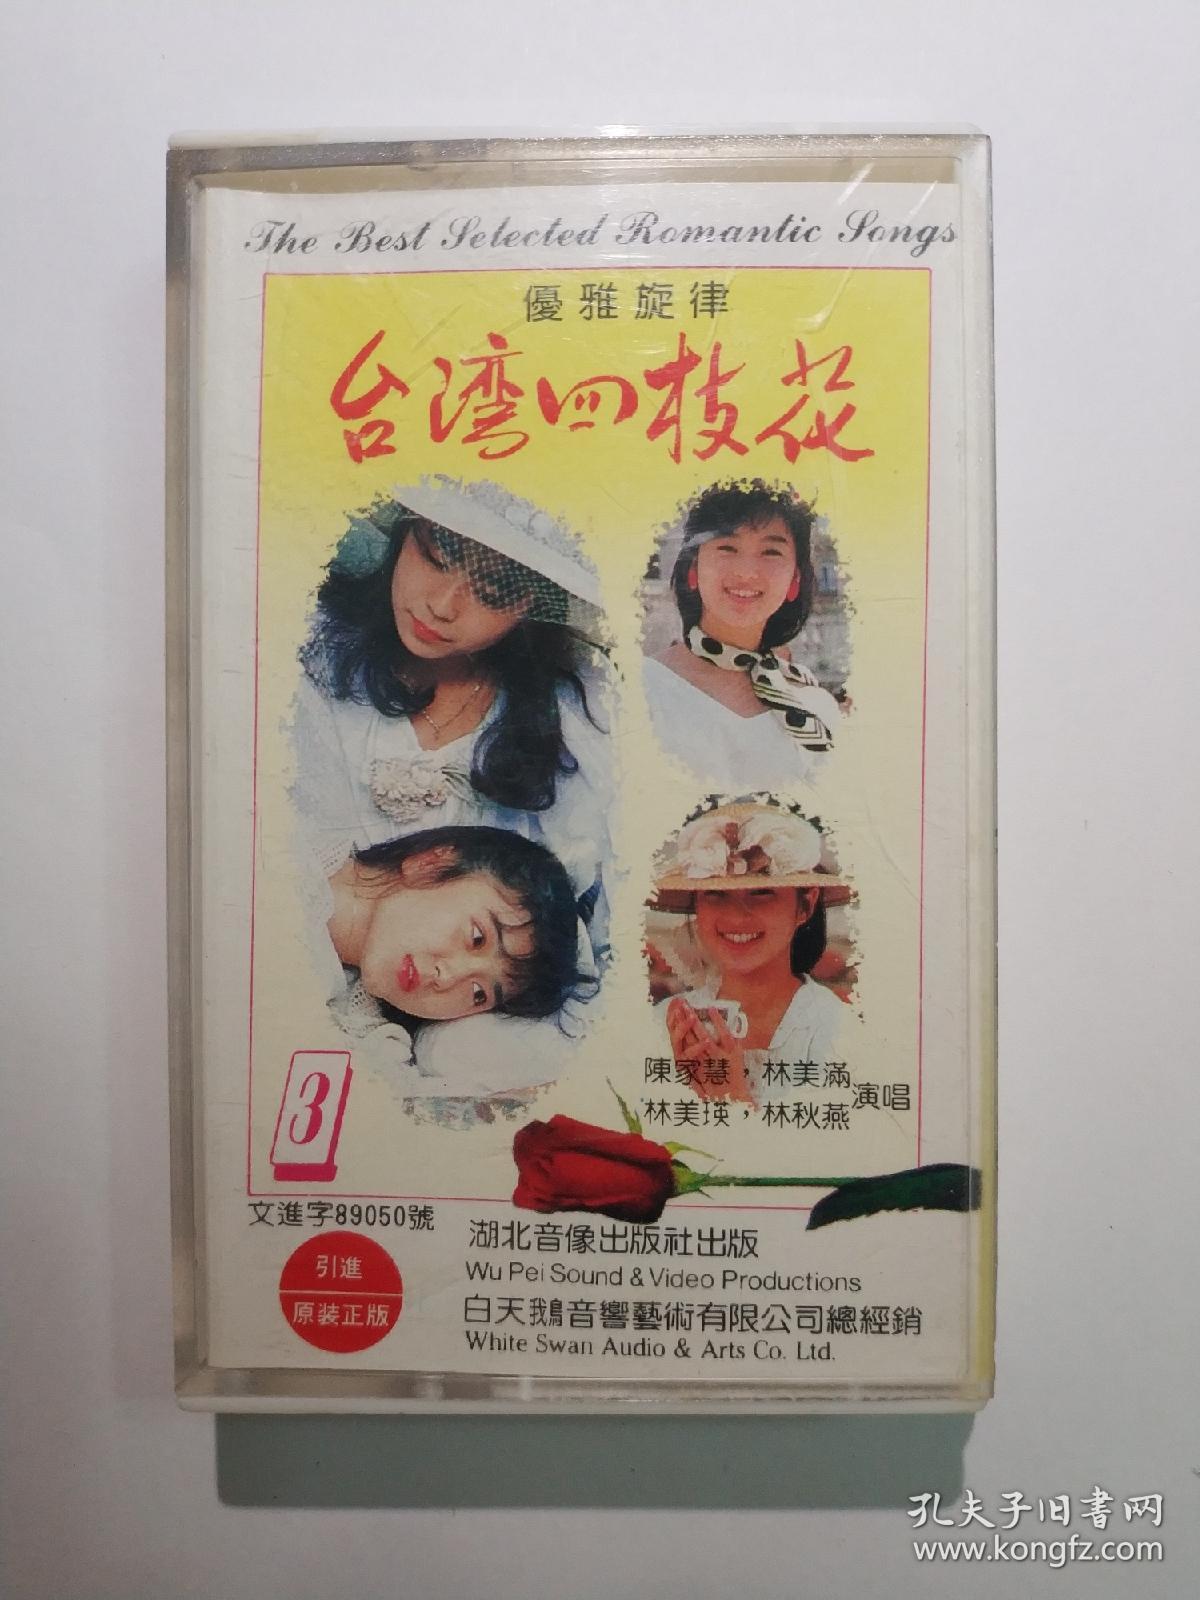 The Best Selected Romantic Songs
優雅旋律
台湾四枝花
陳家慧，林美滿
林美瑛，林秋燕
演唱
3
文進字89050號
引進
原裝正版
湖北音像出版社出版
Wu Pei Sound & Video Productions
白天鵝音響藝術有限公司總經銷
White Swan Audio & Arts Co. Ltd.
孔夫子旧书网
www.kongfz.com